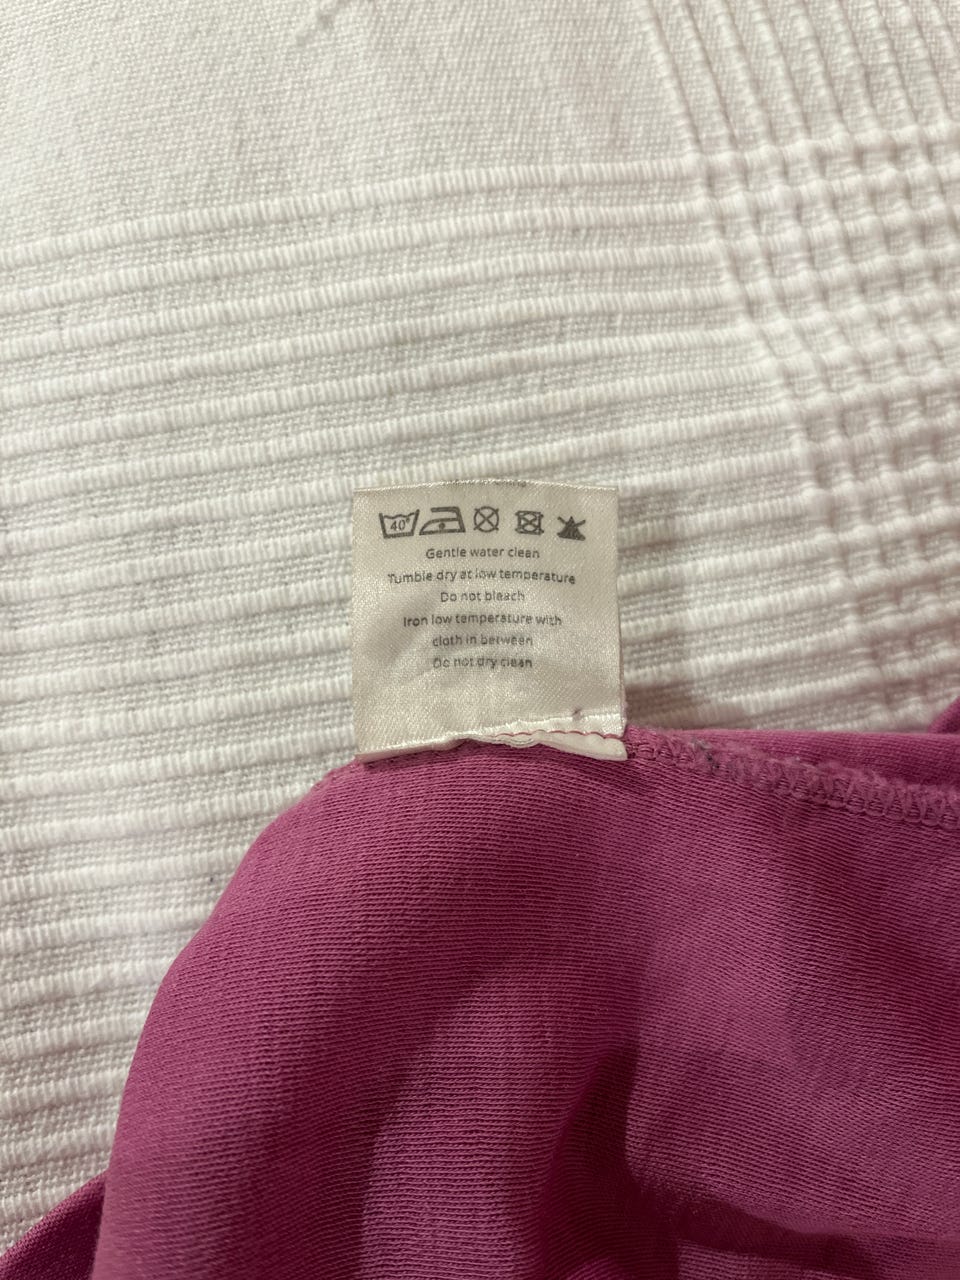 40°
Gentle water clean
Tumble dry at low temperature
Do not bleach
Iron low temperature with
cloth in between
Do not dry clean